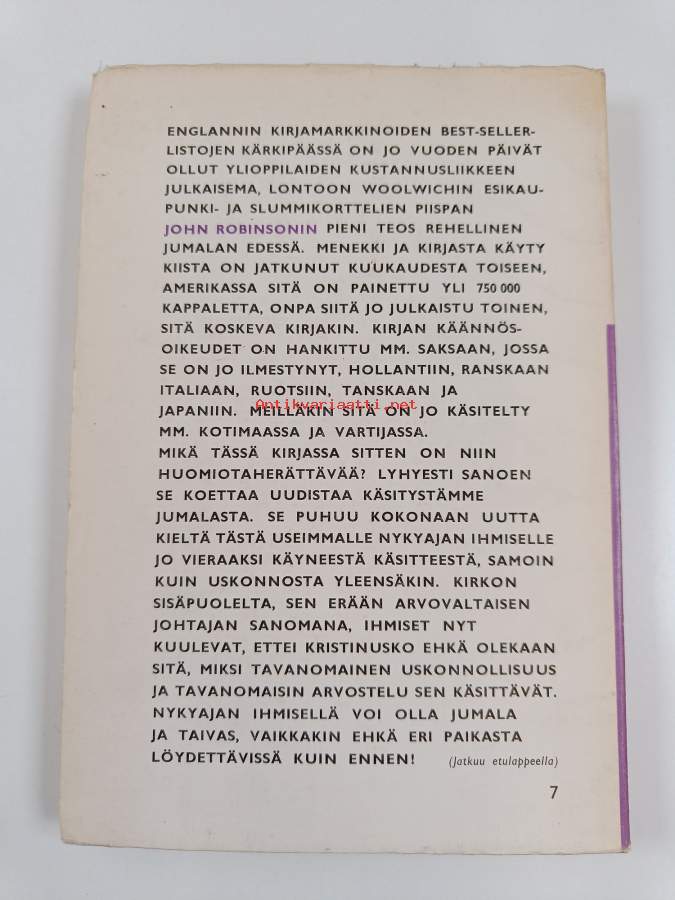 ENGLANNIN KIRJAMARKKINOIDEN BEST-SELLER-
LISTOJEN KÄRKIPÄÄSSÄ ON JO VUODEN PÄIVÄT
OLLUT YLIOPPILAIDEN KUSTANNUSLIIKKEEN
JULKAISEMA, LONTOON WOOLWICHIN ESIKAU-
PUNKI- JA SLUMMIKORTTELIEN PIISPAN
JOHN ROBINSONIN PIENI TEOS REHELLINEN
JUMALAN EDESSÄ. MENEKKI JA KIRJASTA KÄYTY
KIISTA ON JATKUNUT KUUKAUDESTA TOISEEN,
AMERIKASSA SITÄ ON PAINETTU YLI 750 000
KAPPALETTA, ONPA SIITÄ JO JULKAISTU TOINEN,
SITÄ KOSKEVA KIRJAKIN. KIRJAN KÄÄNNÖS-
OIKEUDET ON HANKITTU MM. SAKSAAN, JOSSA
SE ON JO ILMESTYNYT, HOLLANTIIN, RANSKAAN
ITALIAAN, RUOTSIIN, TANSKAAN JA
JAPANIIN. MEILLÄKIN SITÄ ON JO KÄSITELTY
Antikvariaatti.net
MM. KOTIMAASSA JA VARTIJASSA.
MIKÄ TÄSSÄ KIRJASSA SITTEN ON NIIN
HUOMIOTAHERÄTTÄVÄÄ? LYHYESTI SANOEN
SE KOETTAA UUDISTAA KÄSITYSTÄMME
JUMALASTA. SE PUHUU KOKONAAN UUTTA
KIELTÄ TÄSTÄ USEIMMALLE NYKYAJAN IHMISELLE
JO VIERAAKSI KÄYNEESTÄ KÄSITTEESTÄ, SAMOIN
KUIN USKONNOSTA YLEENSÄKIN. KIRKON
SISÄPUOLELTA, SEN ERÄÄN ARVOVALTAISEN
JOHTAJAN SANOMANA, IHMISET NYT
KUULEVAT, ETTEI KRISTINUSKO EHKÄ OLEKAAN
SITÄ, MIKSI TAVANOMAINEN USKONNOLLISUUS
JA TAVANOMAISIN ARVOSTELU SEN KÄSITTÄVÄT.
NYKYAJAN IHMISELLÄ VOI OLLA JUMALA
JA TAIVAS, VAIKKAKIN EHKÄ ERI PAIKASTA
LÖYDETTÄVISSÄ KUIN ENNEN! (Jatkuu etulappeella)
7